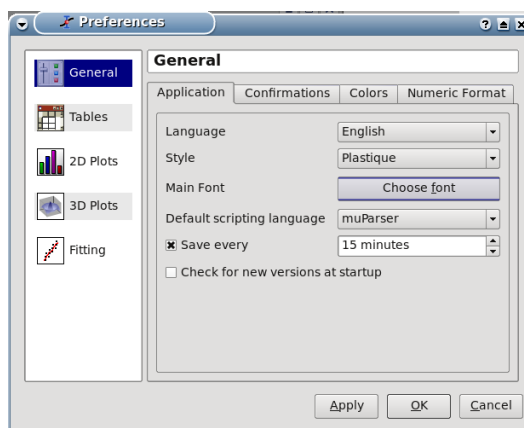 Preferences
General
Tables
2D Plots
3D Plots
Fitting
General
Application Confirmations Colors Numeric Format
Language English
Style Plastique
Main Font Choose font
Default scripting language muParser
Save every 15 minutes
Check for new versions at startup
Apply OK Cancel